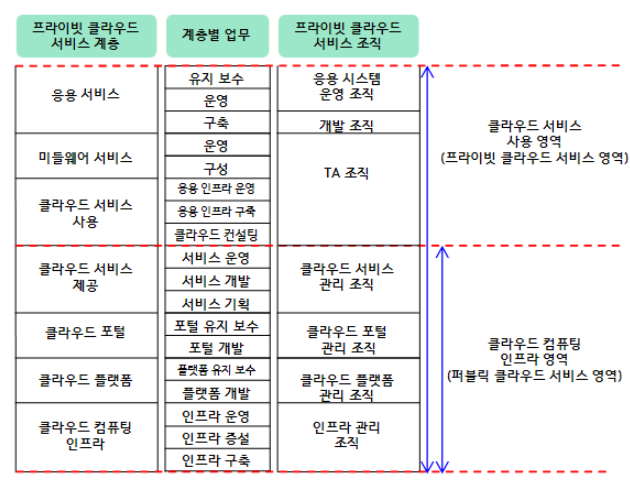 프라이빗 클라우드
서비스 계층
계층별 업무
프라이빗 클라우드
서비스 조직
응용 서비스
유지 보수
운영
구축
응용 시스템
운영 조직
개발 조직
미들웨어 서비스
운영
구성
TA 조직
클라우드 서비스
사용
응용 인프라 운영
응용 인프라 구축
클라우드 컨설팅
클라우드 서비스
사용 영역
(프라이빗 클라우드 서비스 영역)
클라우드 서비스
제공
서비스 운영
서비스 개발
서비스 기획
클라우드 서비스
관리 조직
클라우드 포털
포털 유지 보수
포털 개발
클라우드 포털
관리 조직
클라우드 플랫폼
플랫폼 유지 보수
플랫폼 개발
클라우드 플랫폼
관리 조직
클라우드 컴퓨팅
인프라
인프라 운영
인프라 증설
인프라 구축
인프라 관리
조직
클라우드 컴퓨팅
인프라 영역
(퍼블릭 클라우드 서비스 영역)